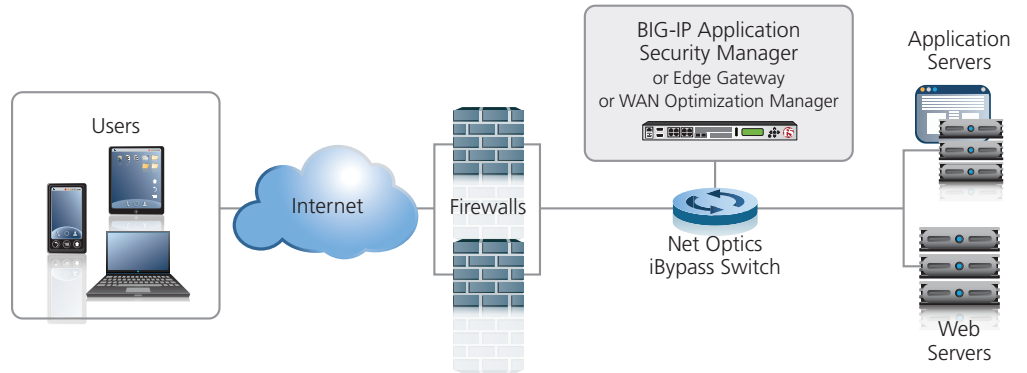 Users
Internet
Firewalls
BIG-IP Application
Security Manager
or Edge Gateway
or WAN Optimization Manager
Net Optics
iBypass Switch
Application
Servers
Web
Servers